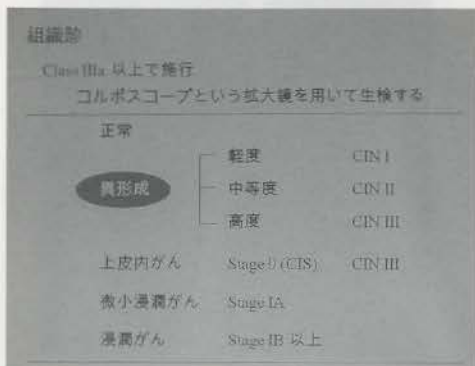 組織診
Class IIIa 以上で施行
コルポスコープという拡大鏡を用いて生検する
正常
軽度 CIN I
異形成 中等度 CIN II
高度 CIN III
上皮内がん Stage 0 (CIS) CIN III
微小浸潤がん Stage IA
浸潤がん Stage IB 以上